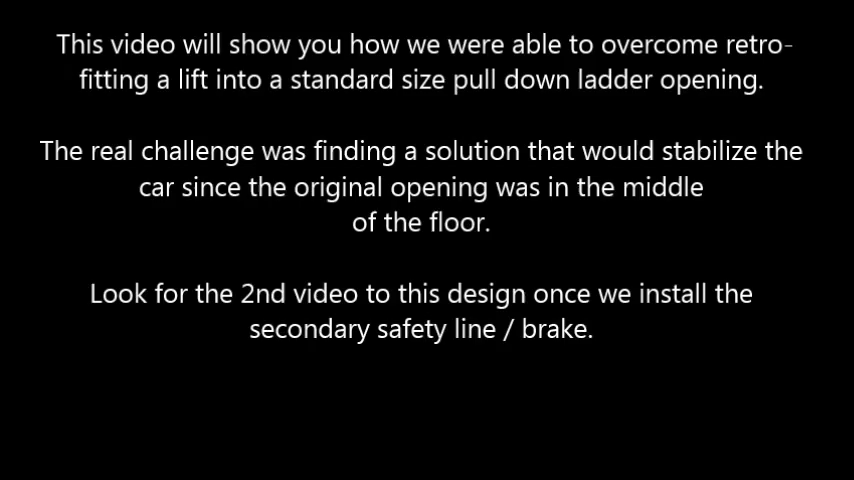 This video will show you how we were able to overcome retro-
fitting a lift into a standard size pull down ladder opening.
The real challenge was finding a solution that would stabilize the
car since the original opening was in the middle
of the floor.
Look for the 2nd video to this design once we install the
secondary safety line / brake.